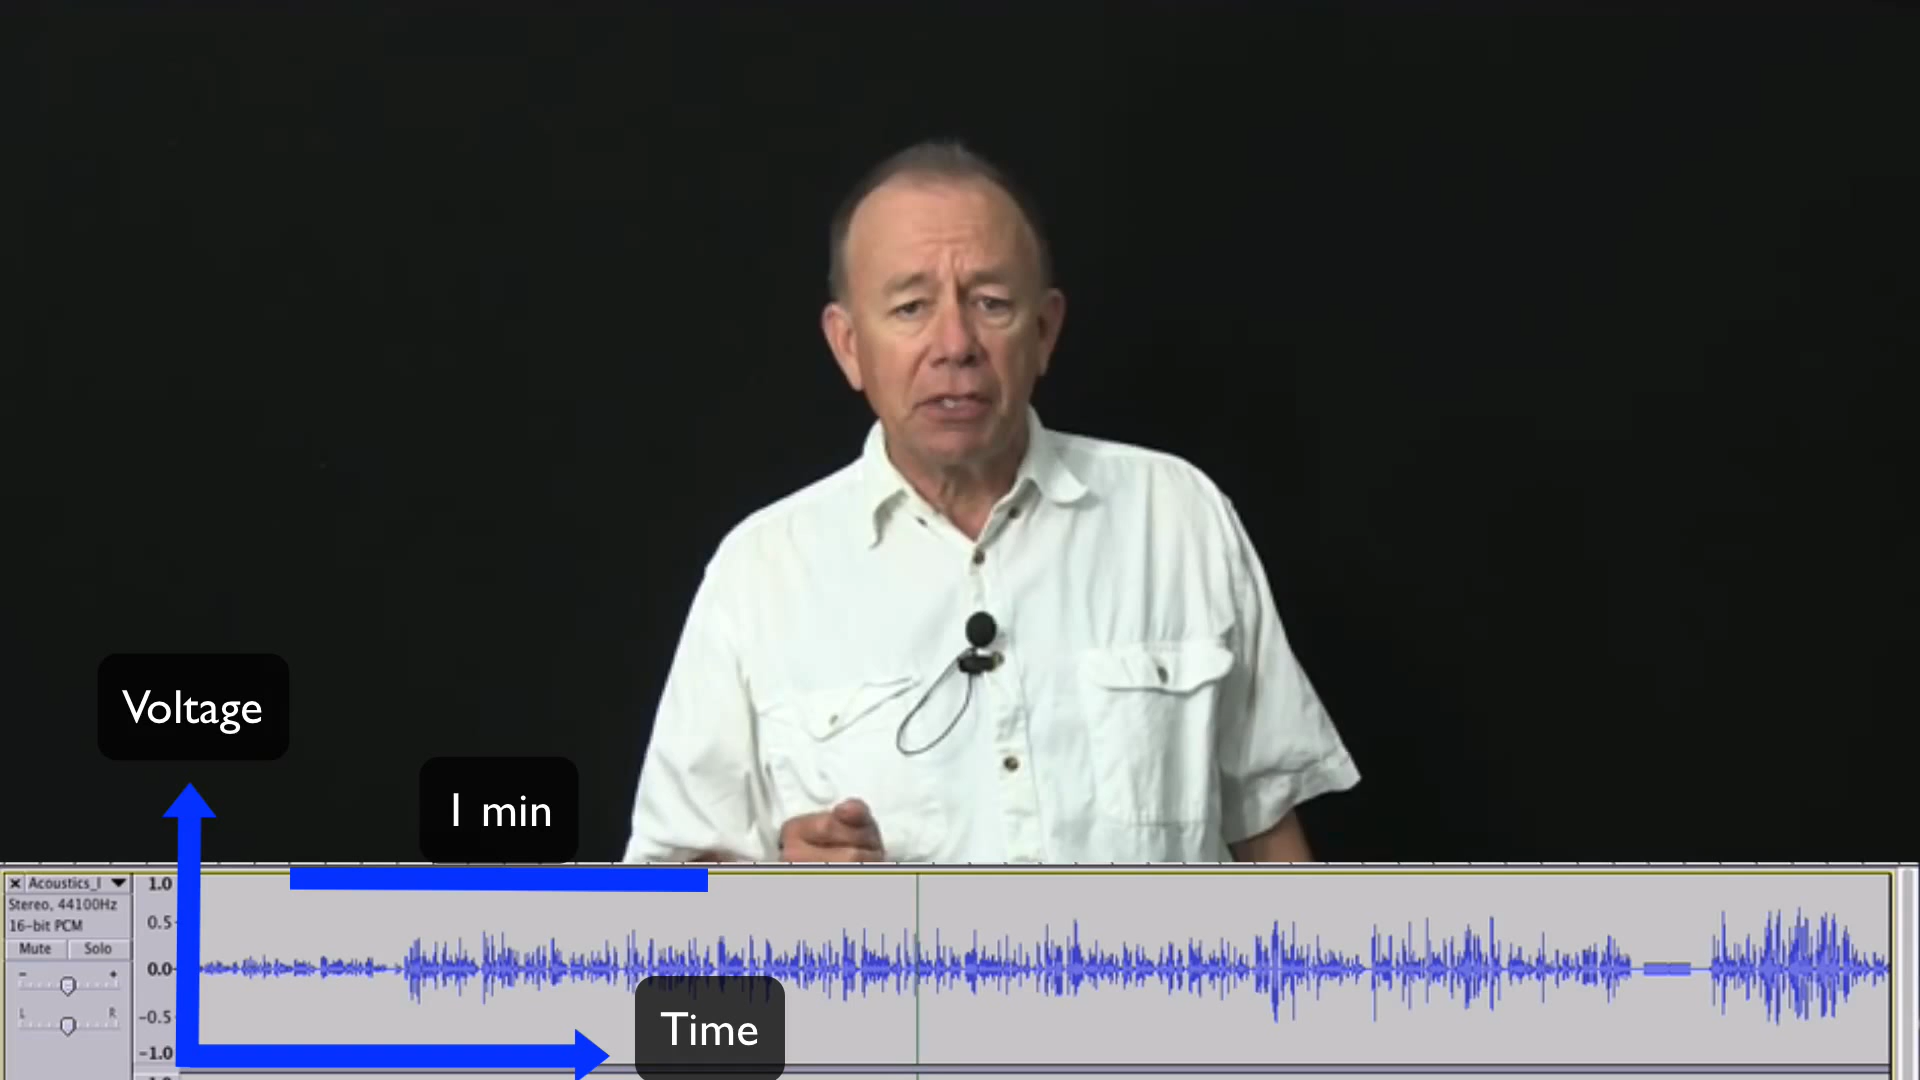 Voltage
1 min
Acoustics_l
Stereo, 44100Hz
16-bit PCM
Mute Solo
- +
L R
1.0
0.5
0.0
-0.5
-1.0
Time